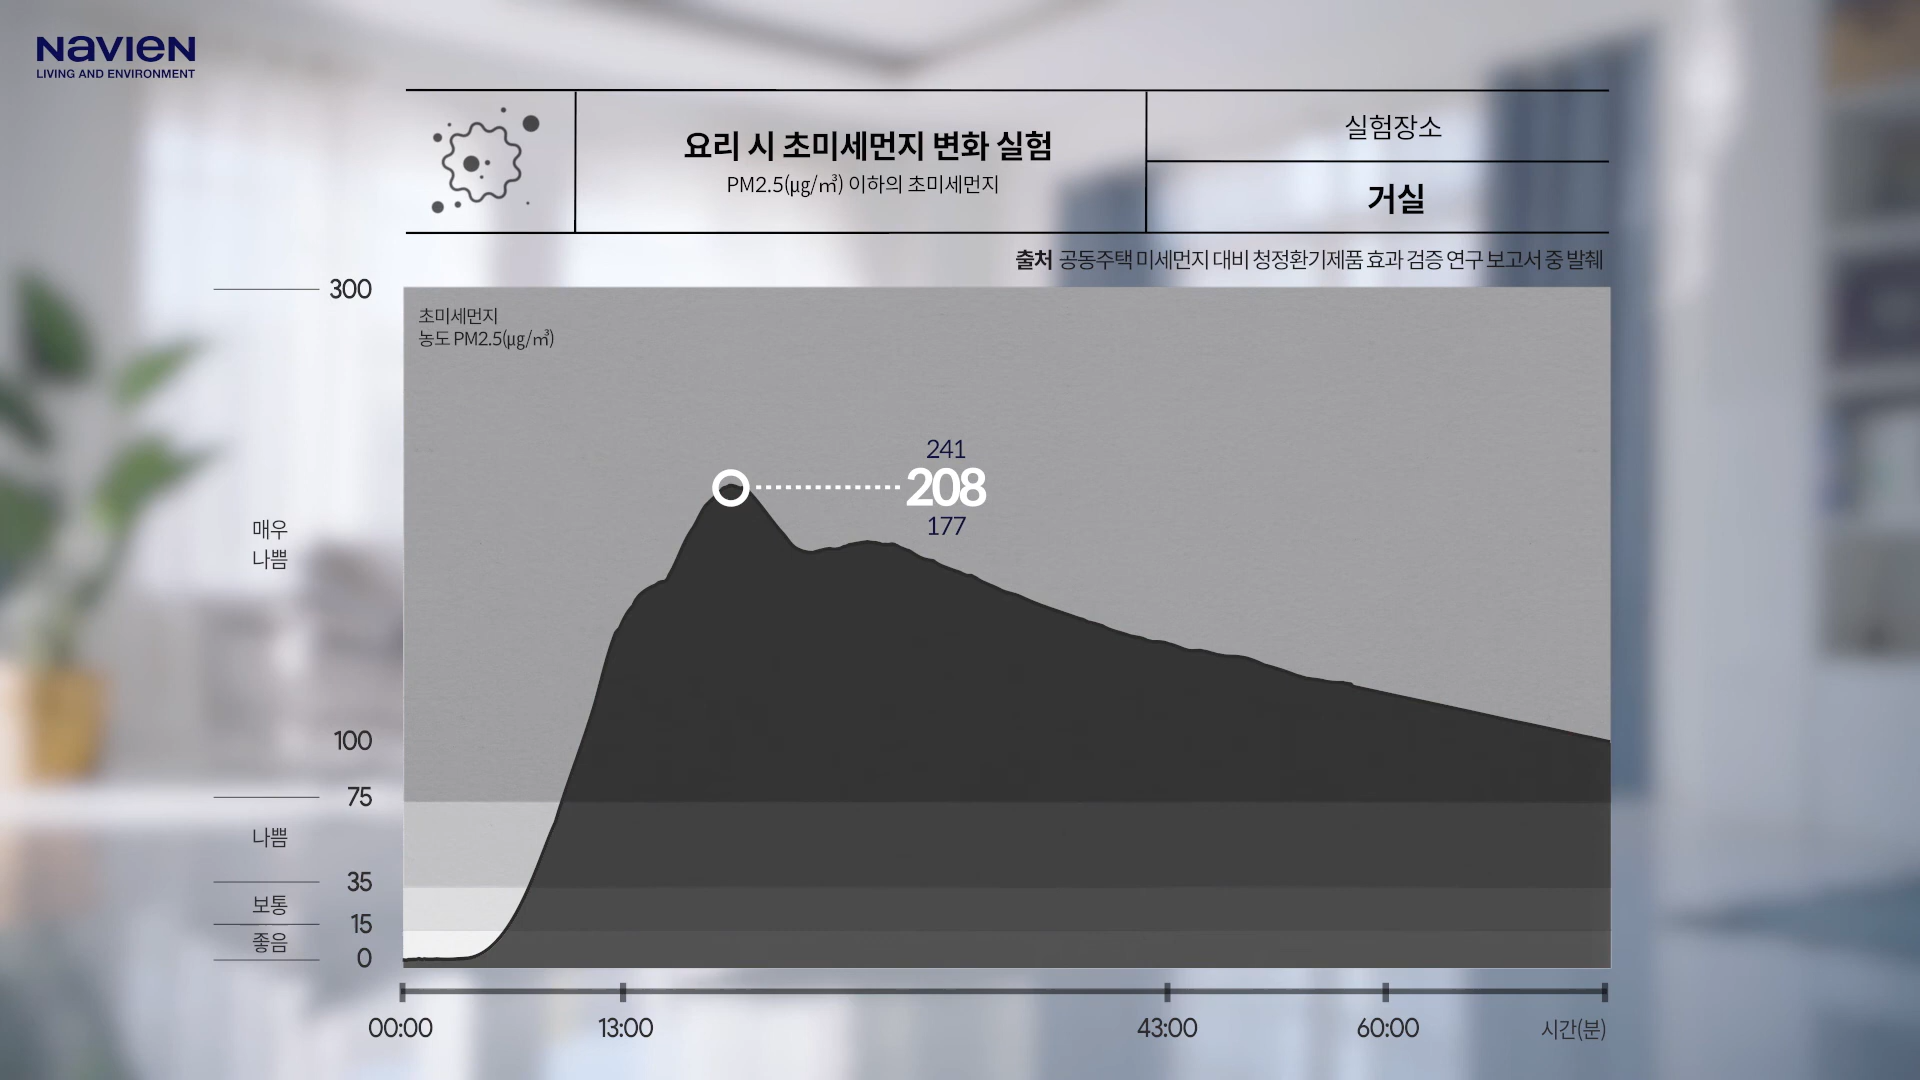 NAVIEN
LIVING AND ENVIRONMENT
요리 시 초미세먼지 변화 실험
PM2.5(㎍/㎥) 이하의 초미세먼지
실험장소
거실
출처 공동주택 미세먼지 대비 청정환기제품 효과 검증 연구 보고서 중 발췌
초미세먼지
농도 PM2.5(㎍/㎥)
300
매우
나쁨
100
75
나쁨
35
보통
15
좋음
0
241
208
177
00:00
13:00
43:00
60:00
시간(분)